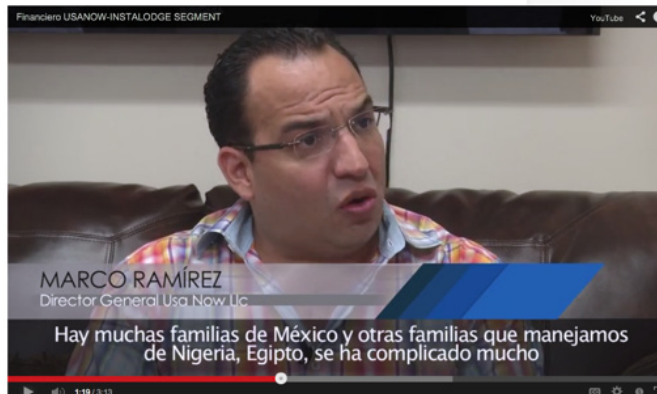 Financiero USANOW-INSTALODGE SEGMENT
YouTube
MARCO RAMÍREZ
Director General Usa Now Llc
Hay muchas familias de México y otras familias que manejamos
de Nigeria, Egipto, se ha complicado mucho
1:19 / 3:13